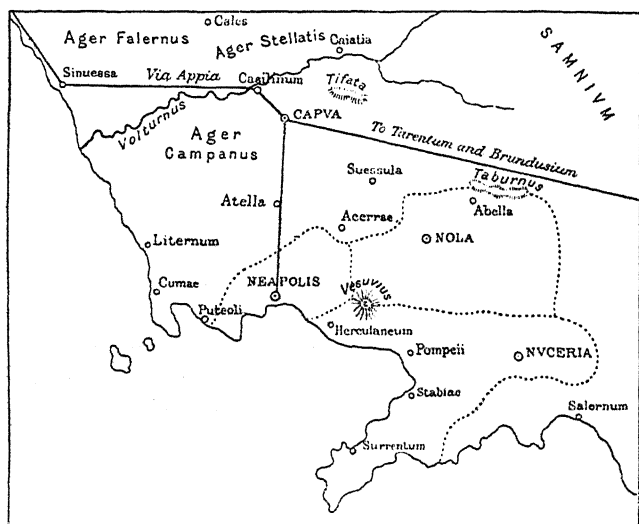 Cales
Ager Falernus
Ager Stellatis
Caiatia
SAMNIVM
Sinuessa
Via Appia
Casilinum
Tifata
Volturnus
CAPVA
Ager
Campanus
To Tarentum and Brundusium
Suessula
Taburnus
Atella
Abella
Acerrae
NOLA
Liternum
Cumae
NEAPOLIS
Vesuvius
Puteoli
Herculaneum
Pompeii
NVCERIA
Stabiae
Salernum
Surrentum